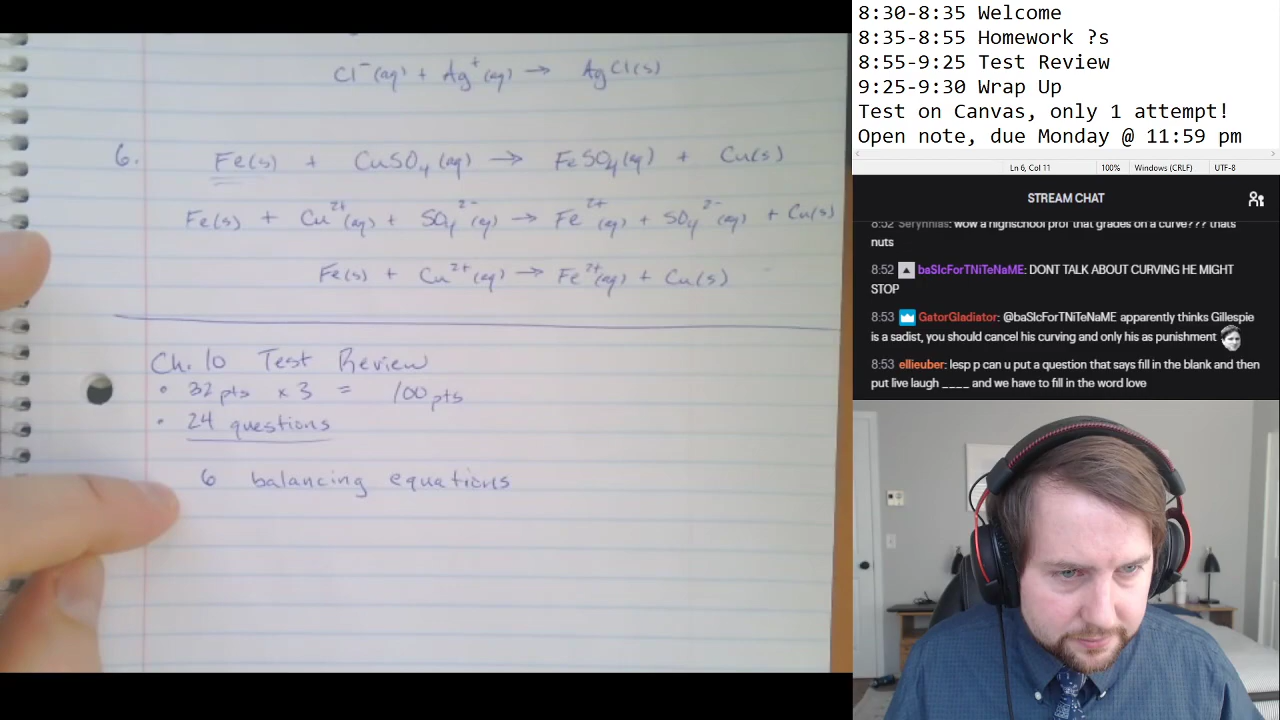 Cl⁻(aq) + Ag⁺(aq) → AgCl(s)
6. Fe(s) + CuSO₄(aq) → FeSO₄(aq) + Cu(s)
Fe(s) + Cu²⁺(aq) + SO₄²⁻(aq) → Fe²⁺(aq) + SO₄²⁻(aq) + Cu(s)
Fe(s) + Cu²⁺(aq) → Fe²⁺(aq) + Cu(s)
Ch. 10 Test Review
• 32 pts x 3 = /100 pts
• 24 questions
6 balancing equations
8:30-8:35 Welcome
8:35-8:55 Homework ?s
8:55-9:25 Test Review
9:25-9:30 Wrap Up
Test on Canvas, only 1 attempt!
Open note, due Monday @ 11:59 pm
Ln 6, Col 11 100% Windows (CRLF) UTF-8
STREAM CHAT
8:52 Serynhias: wow a highschool prof that grades on a curve??? thats
nuts
8:52 baSIcForTNiTeNaME: DONT TALK ABOUT CURVING HE MIGHT
STOP
8:53 GatorGladiator: @baSIcForTNiTeNaME apparently thinks Gillespie
is a sadist, you should cancel his curving and only his as punishment
8:53 ellieuber: lesp p can u put a question that says fill in the blank and then
put live laugh ____ and we have to fill in the word love